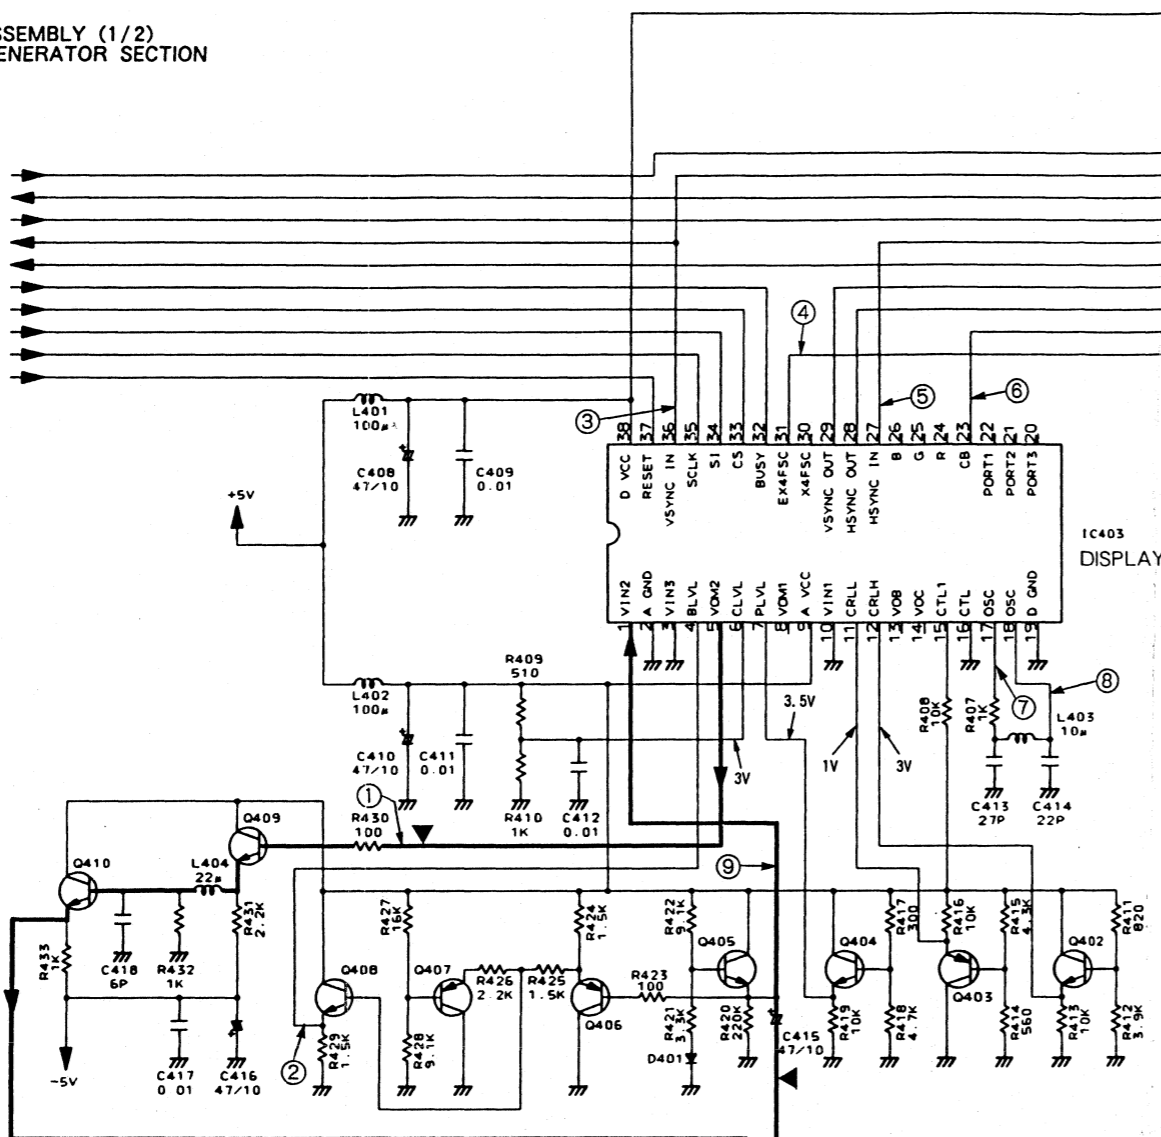 SSEMBLY (1/2)
ENERATOR SECTION
④
⑤
⑥
③
L401
100μ
C408
47/10
C409
0.01
+5V
38 37 36 35 34 33 32 31 30 29 28 27 26 25 24 23 22 21 20
D VCC
RESET
VSYNC IN
SCLK
SI
CS
BUSY
EX4FSC
X4FSC
VSYNC OUT
HSYNC OUT
HSYNC IN
B
G
R
CB
PORT1
PORT2
PORT3
IC403
DISPLAY
VIN2
A GND
VIN3
BLVL
VOM2
CLVL
PLVL
VOM1
A VCC
VIN1
CRLL
CRLH
VOB
VOC
CTL1
CTL
OSC
OSC
D GND
1 2 3 4 5 6 7 8 9 10 11 12 13 14 15 16 17 18 19
L402
100μ
R409
510
3.5V
R408
10K
R407
1K
⑦
⑧
L403
10μ
C410
47/10
C411
0.01
3V
1V
3V
R410
1K
C412
0.01
C413
27P
C414
22P
①
R430
100
Q409
L404
22μ
Q410
⑨
R431
2.2K
R427
16K
R424
1.5K
R422
9.1K
R417
300
R416
10K
R415
4.3K
R411
820
R433
1K
C418
6P
R432
1K
Q408
Q407
R426
2.2K
R425
1.5K
Q406
R423
100
Q405
Q404
Q403
Q402
R421
3.3K
R420
220K
C415
47/10
R419
10K
R418
4.7K
R414
560
R413
10K
R412
3.9K
D401
②
R429
1.5K
R428
9.1K
-5V
C417
0 01
C416
47/10